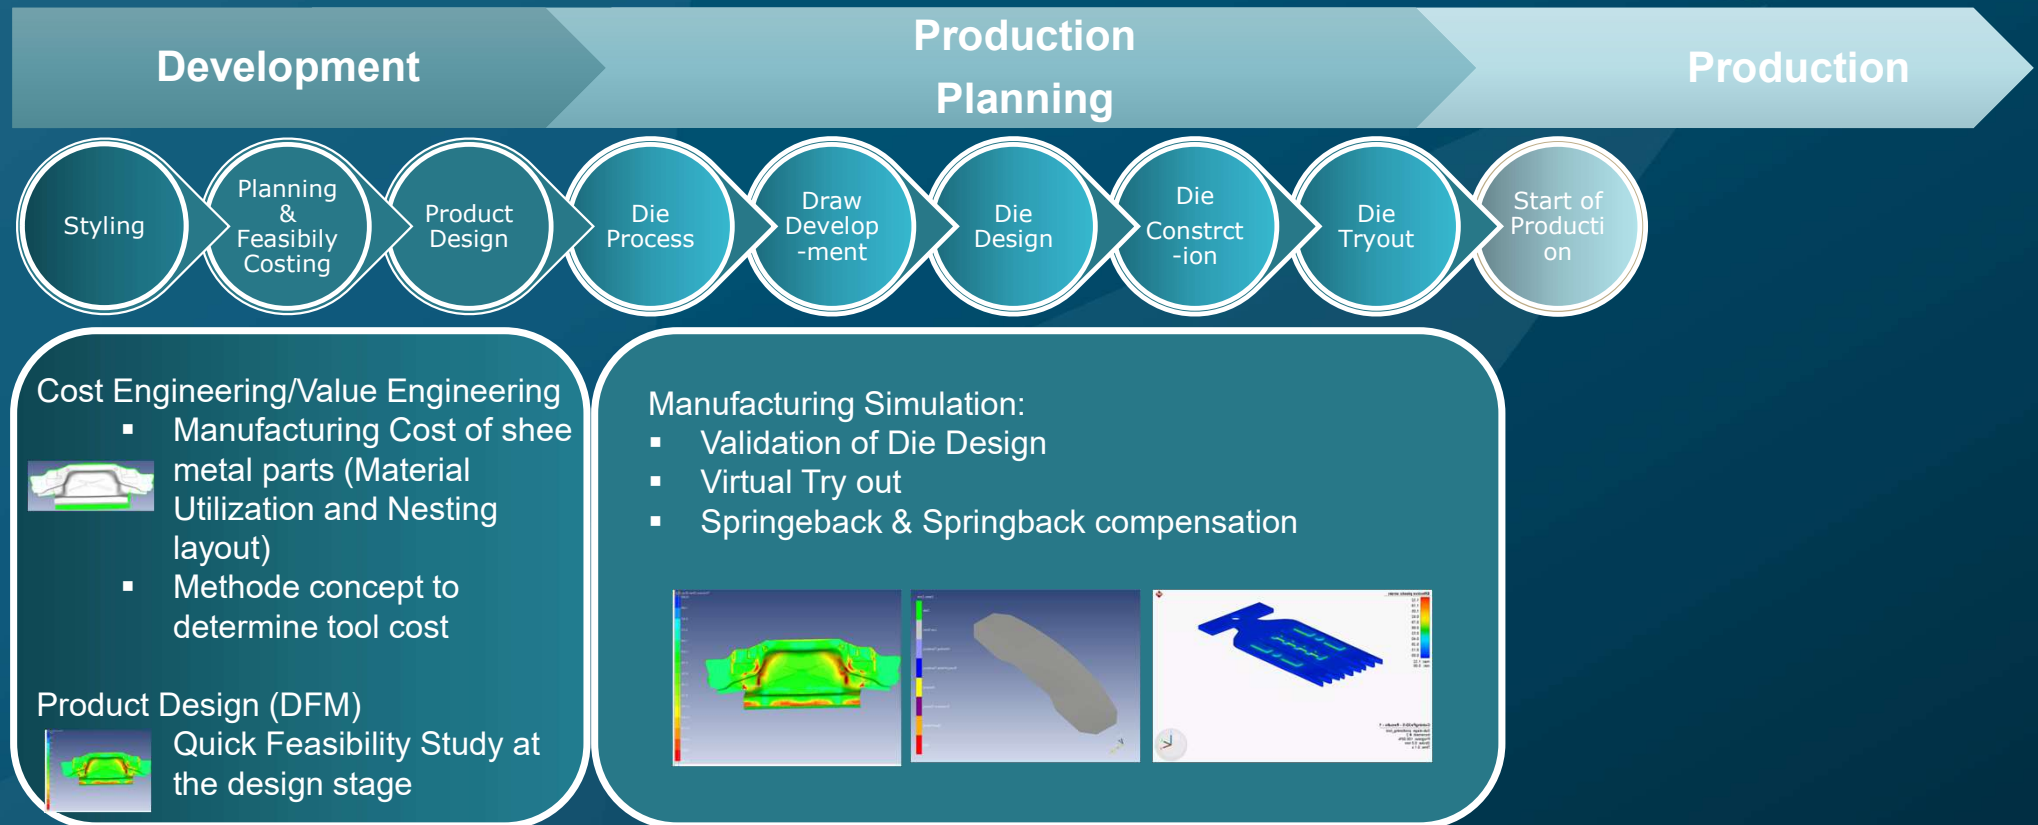 Development
Production
Planning
Production
Styling
Planning
&
Feasibily
Costing
Product
Design
Die
Process
Draw
Develop
-ment
Die
Design
Die
Constrct
-ion
Die
Tryout
Start of
Producti
on
Cost Engineering/Value Engineering
▪ Manufacturing Cost of shee
metal parts (Material
Utilization and Nesting
layout)
▪ Methode concept to
determine tool cost
Product Design (DFM)
Quick Feasibility Study at
the design stage
Manufacturing Simulation:
▪ Validation of Die Design
▪ Virtual Try out
▪ Springeback & Springback compensation